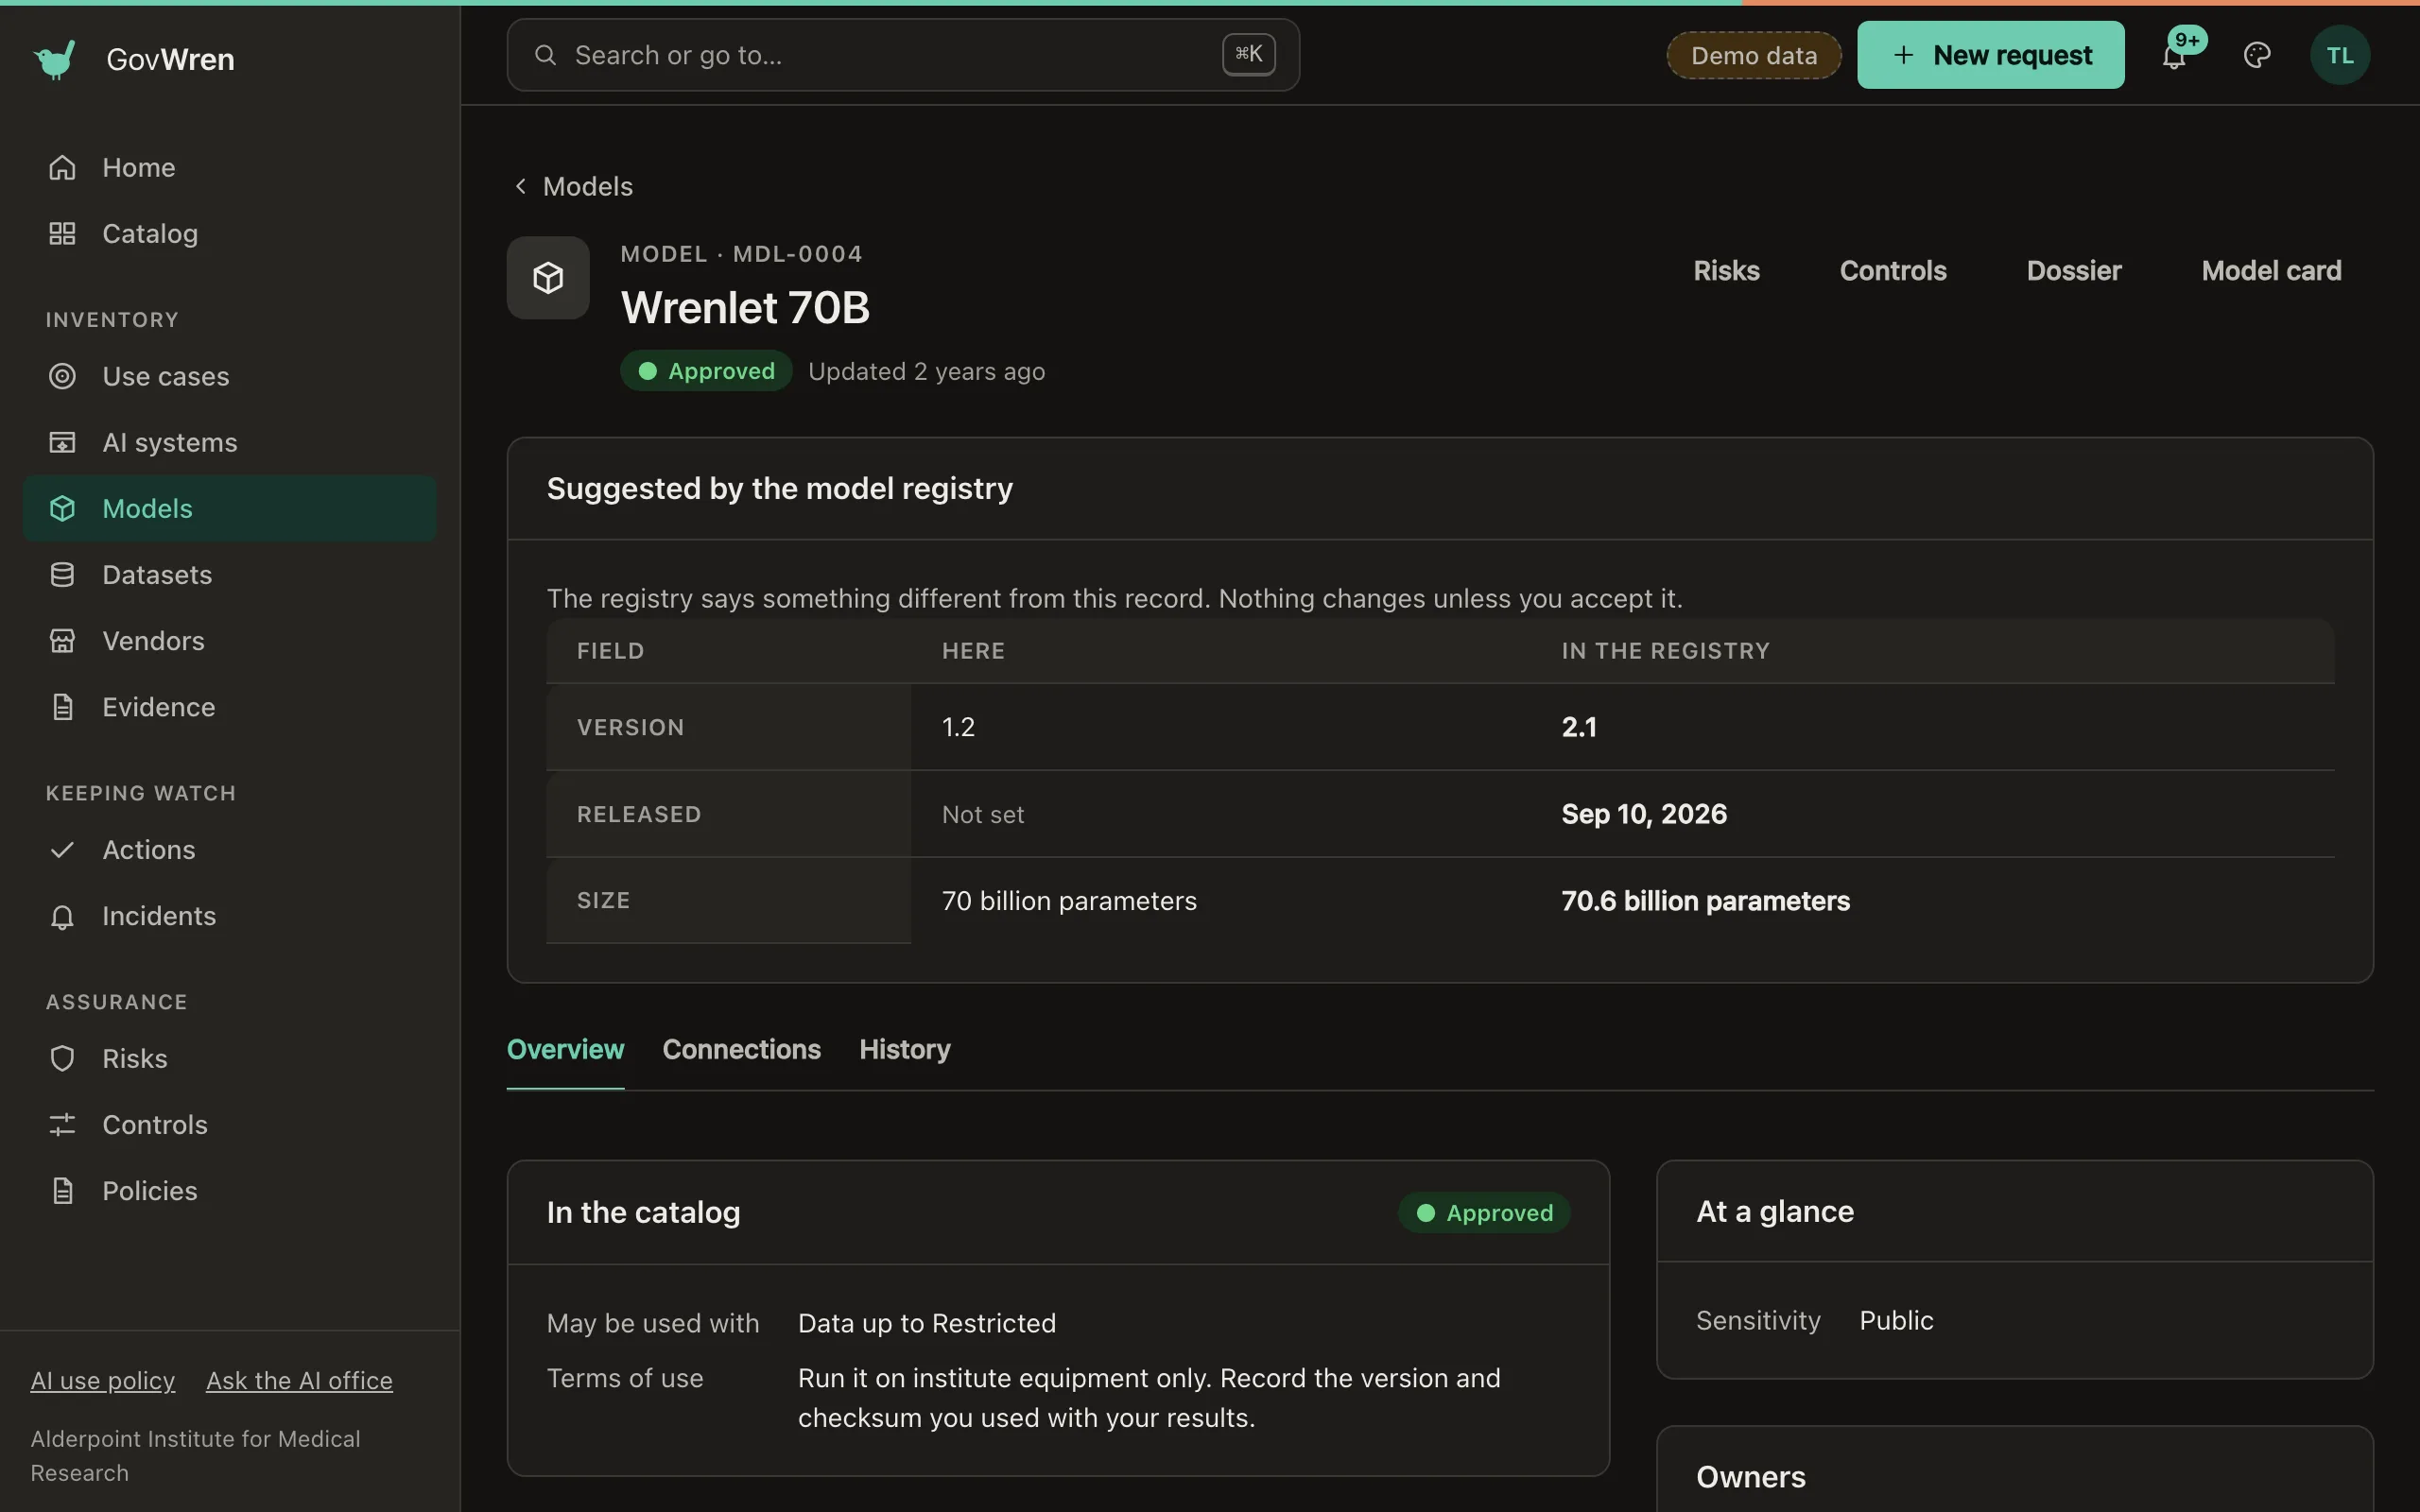 GovWren
Search or go to...
⌘K
Demo data
+ New request
9+
TL
Home
Catalog
INVENTORY
Use cases
AI systems
Models
Datasets
Vendors
Evidence
KEEPING WATCH
Actions
Incidents
ASSURANCE
Risks
Controls
Policies
AI use policy
Ask the AI office
Alderpoint Institute for Medical
Research
Models
MODEL · MDL-0004
Wrenlet 70B
Approved
Updated 2 years ago
Risks
Controls
Dossier
Model card
Suggested by the model registry
The registry says something different from this record. Nothing changes unless you accept it.
FIELD HERE IN THE REGISTRY
VERSION 1.2 2.1
RELEASED Not set Sep 10, 2026
SIZE 70 billion parameters 70.6 billion parameters
Overview
Connections
History
In the catalog
Approved
May be used with Data up to Restricted
Terms of use Run it on institute equipment only. Record the version and
checksum you used with your results.
At a glance
Sensitivity Public
Owners